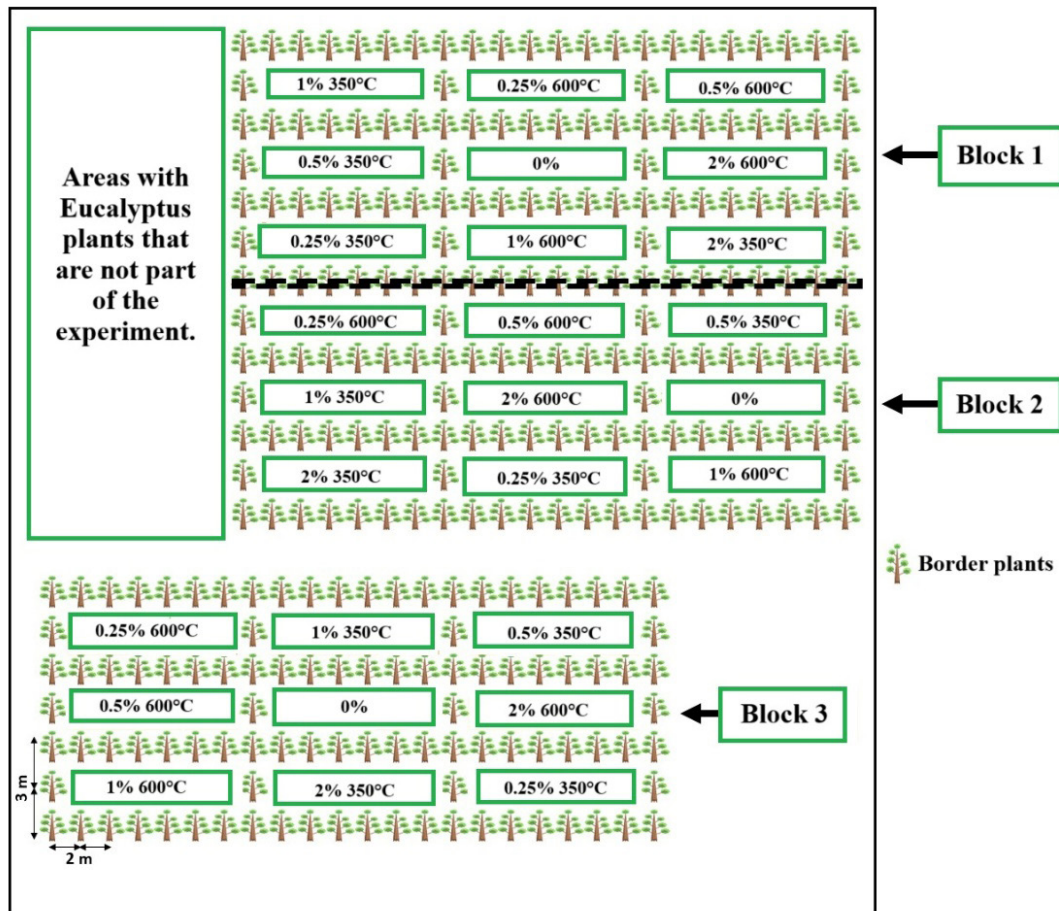 Areas with
Eucalyptus
plants that
are not part
of the
experiment.
1% 350°C
0.25% 600°C
0.5% 600°C
0.5% 350°C
0%
2% 600°C
0.25% 350°C
1% 600°C
2% 350°C
Block 1
0.25% 600°C
0.5% 600°C
0.5% 350°C
1% 350°C
2% 600°C
0%
2% 350°C
0.25% 350°C
1% 600°C
Block 2
Border plants
0.25% 600°C
1% 350°C
0.5% 350°C
0.5% 600°C
0%
2% 600°C
1% 600°C
2% 350°C
0.25% 350°C
Block 3
3 m
2 m